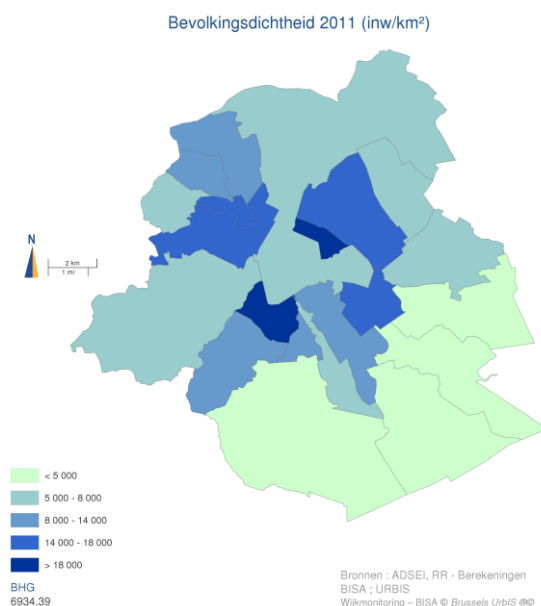 Bevolkingsdichtheid 2011 (inw/km²)
N
2 km
1 mi
< 5 000
5 000 - 8 000
8 000 - 14 000
14 000 - 18 000
> 18 000
BHG
6934.39
Bronnen : ADSEI, RR - Berekeningen
BISA ; URBIS
Wijkmonitoring – BISA © Brussels UrbIS ®©